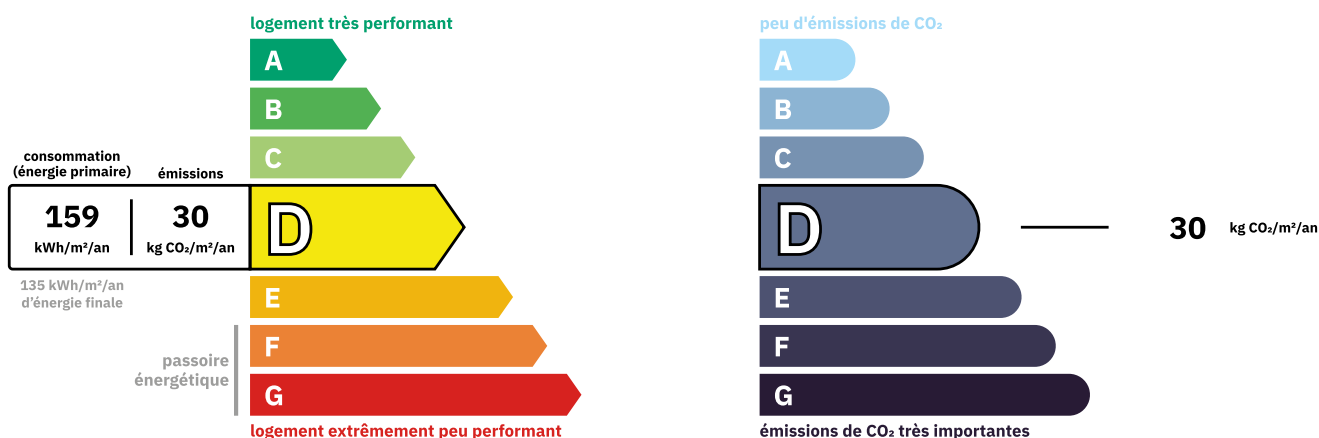 logement très performant
A
B
C
consommation
(énergie primaire)
émissions
159
kWh/m²/an
30
kg CO₂/m²/an
D
135 kWh/m²/an
d'énergie finale
E
F
passoire
énergétique
G
logement extrêmement peu performant
peu d'émissions de CO₂
A
B
C
D
30 kg CO₂/m²/an
E
F
G
émissions de CO₂ très importantes